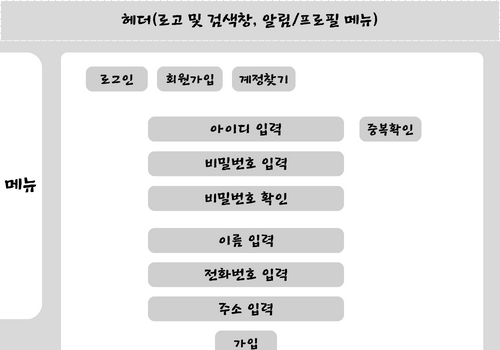 헤더(로고 및 검색창, 알림/프로필 메뉴)
로그인 회원가입 계정찾기
아이디 입력 중복확인
비밀번호 입력
메뉴
비밀번호 확인
이름 입력
전화번호 입력
주소 입력
가입